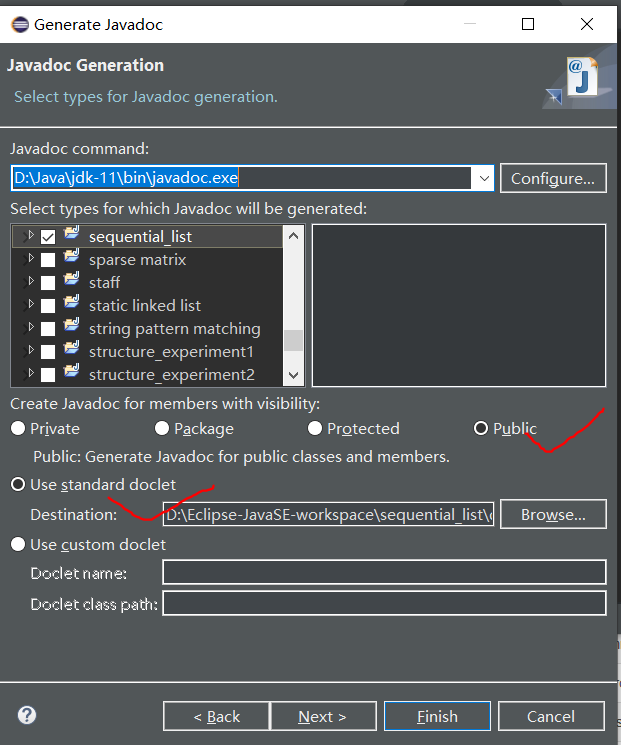 Generate Javadoc
Javadoc Generation
Select types for Javadoc generation.
Javadoc command:
D:\Java\jdk-11\bin\javadoc.exe
Configure...
Select types for which Javadoc will be generated:
sequential_list
sparse matrix
staff
static linked list
string pattern matching
structure_experiment1
structure_experiment2
Create Javadoc for members with visibility:
Private Package Protected Public
Public: Generate Javadoc for public classes and members.
Use standard doclet
Destination: D:\Eclipse-JavaSE-workspace\sequential_list\ Browse...
Use custom doclet
Doclet name:
Doclet class path:
< Back Next > Finish Cancel